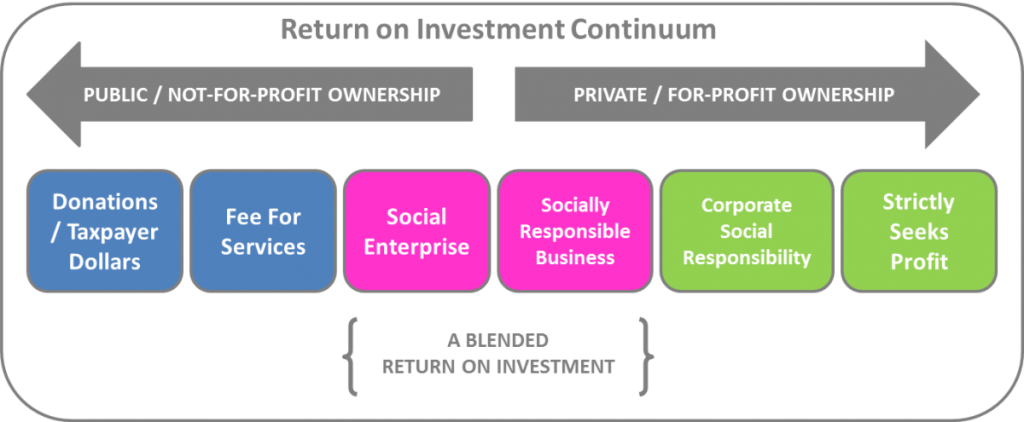 Return on Investment Continuum
PUBLIC / NOT-FOR-PROFIT OWNERSHIP
PRIVATE / FOR-PROFIT OWNERSHIP
Donations
/ Taxpayer
Dollars
Fee For
Services
Social
Enterprise
Socially
Responsible
Business
Corporate
Social
Responsibility
Strictly
Seeks
Profit
A BLENDED
RETURN ON INVESTMENT